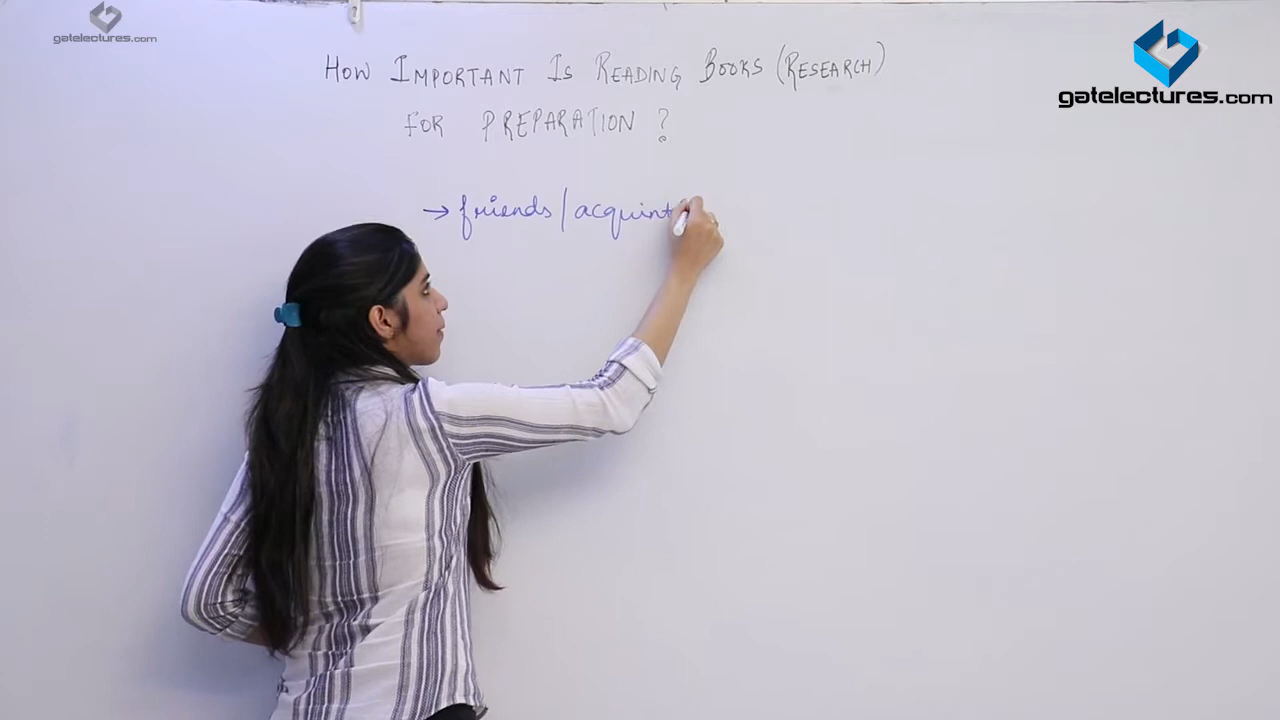 gatelectures.com
gatelectures.com
HOW IMPORTANT IS READING BOOKS (RESEARCH)
FOR PREPARATION ?
→ friends/acquint